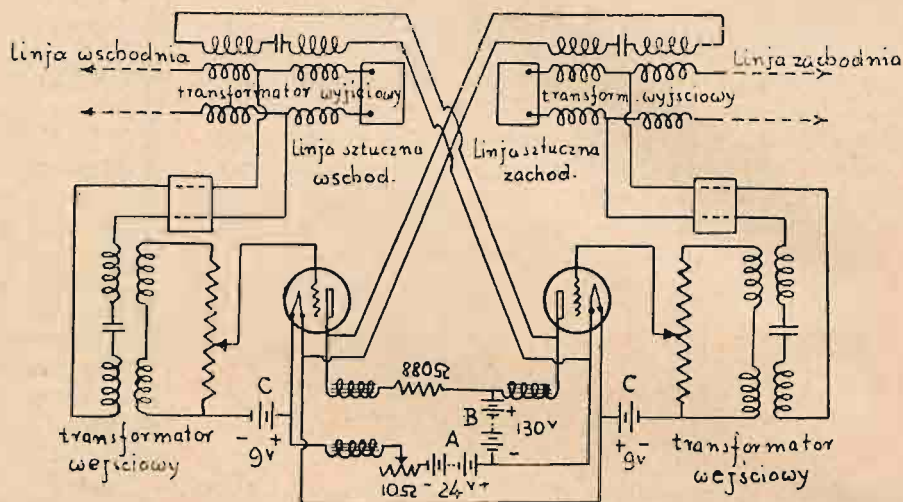 Linja wschodnia
transformator wyjściowy
Linja sztuczna
wschod.
Linja zachodnia
transform. wyjściowy
Linja sztuczna
zachod.
880Ω
C
- +
9v
B
+
130v
-
A
10Ω - 24v +
C
+ -
9v
transformator
wejściowy
transformator
wejściowy